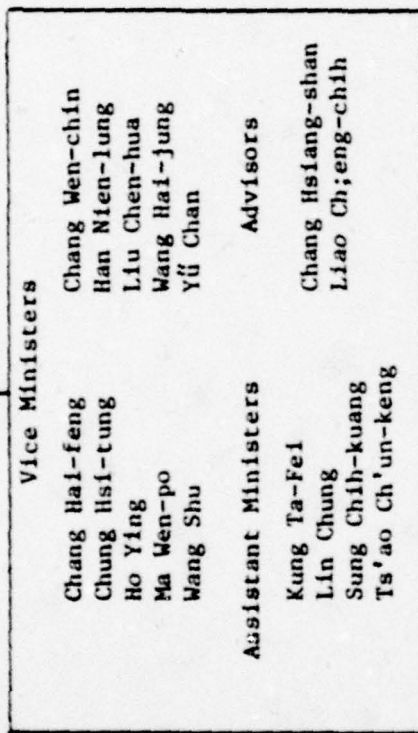 Vice Ministers
Chang Hai-feng Chang Wen-chin
Chung Hsi-tung Han Nien-lung
Ho Ying Liu Chen-hua
Ma Wen-po Wang Hai-jung
Wang Shu Yü Chan
Assistant Ministers Advisors
Kung Ta-Fei Chang Hsiang-shan
Lin Chung Liao Ch;eng-chih
Sung Chih-kuang
Ts'ao Ch'un-keng